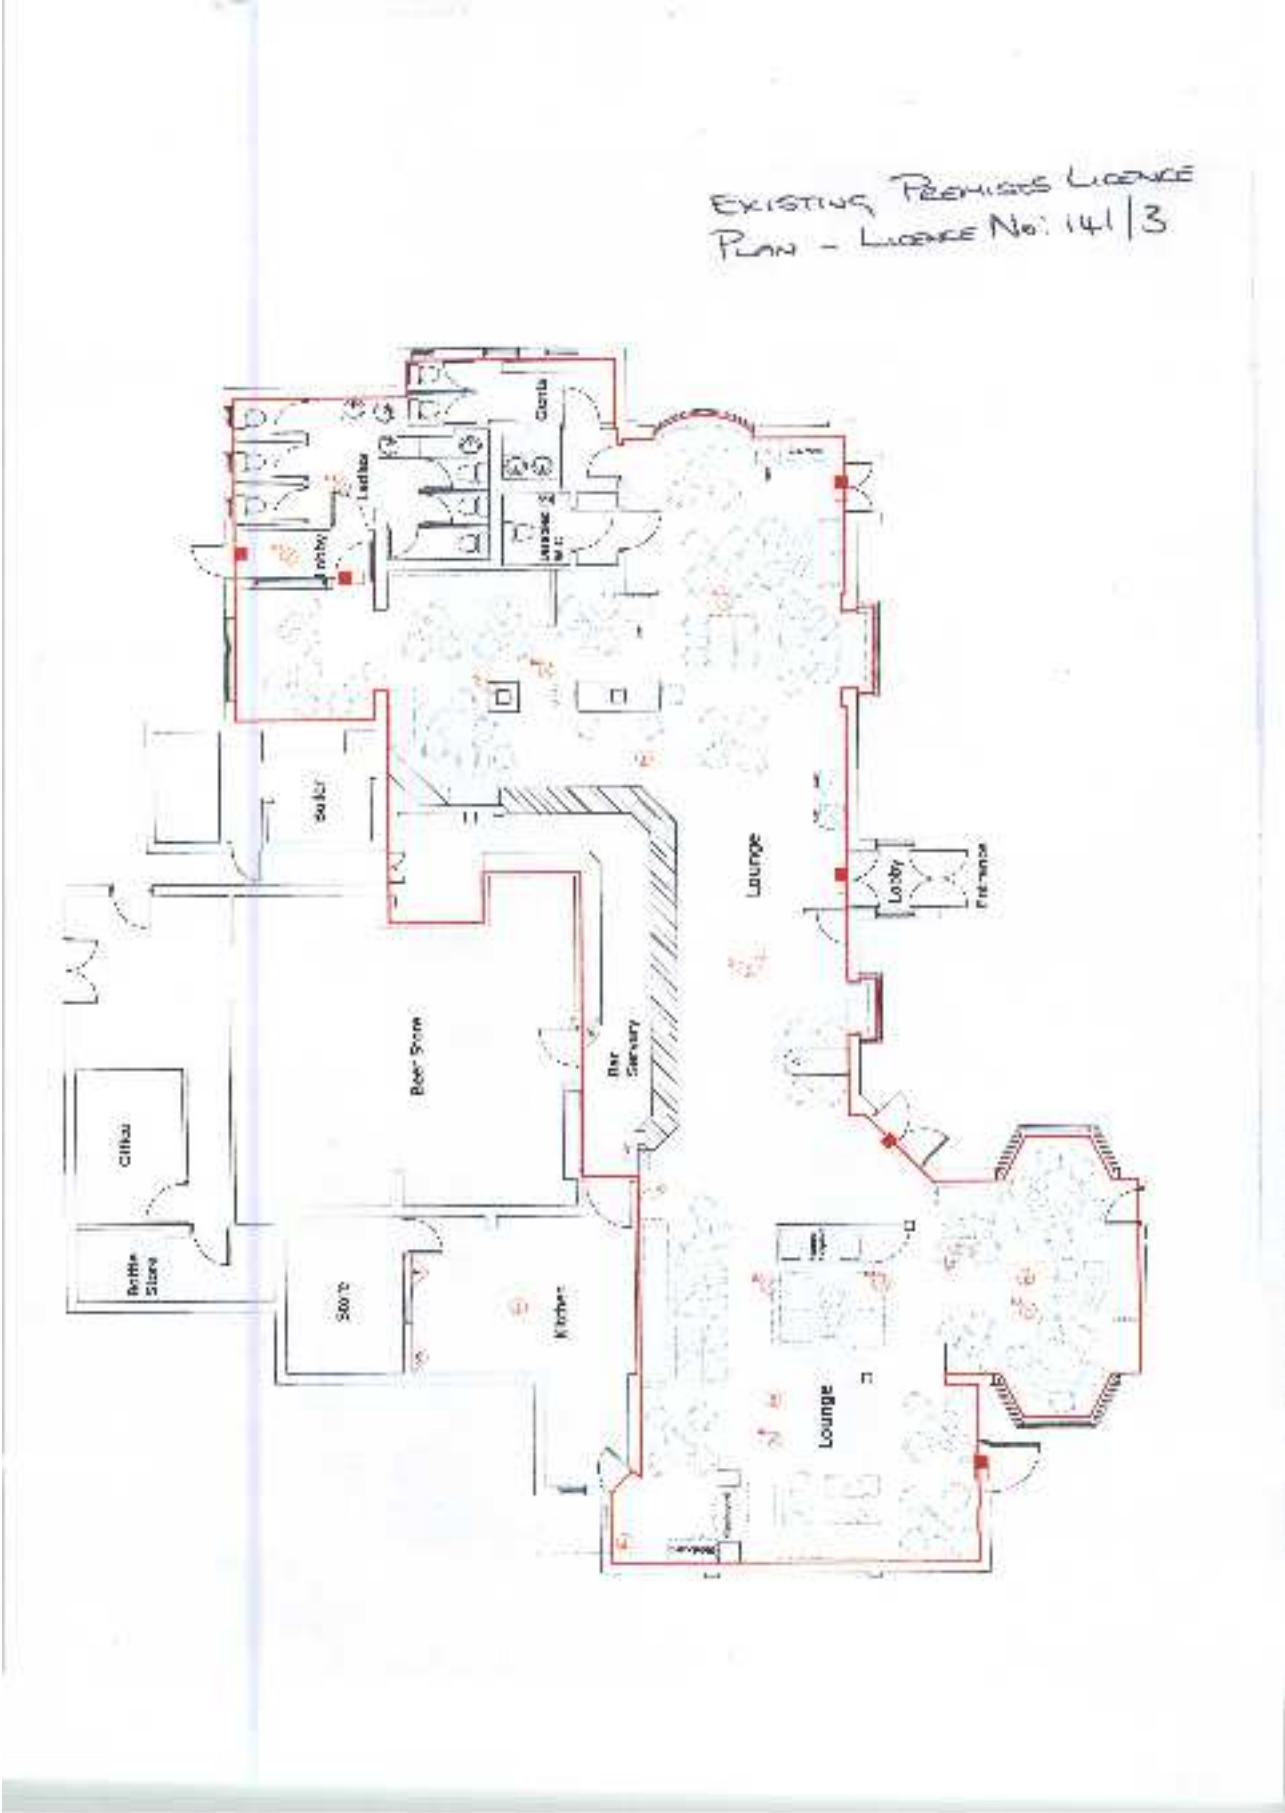 EXISTING PREMISES LICENCE
PLAN - LICENCE No: 141/3
Gents
Ladies
Lobby
Disabled
W.C
Boiler
Lounge
Lobby
Entrance
Beer Store
Bar
Servery
Office
Bottle
Store
Store
Kitchen
Lounge